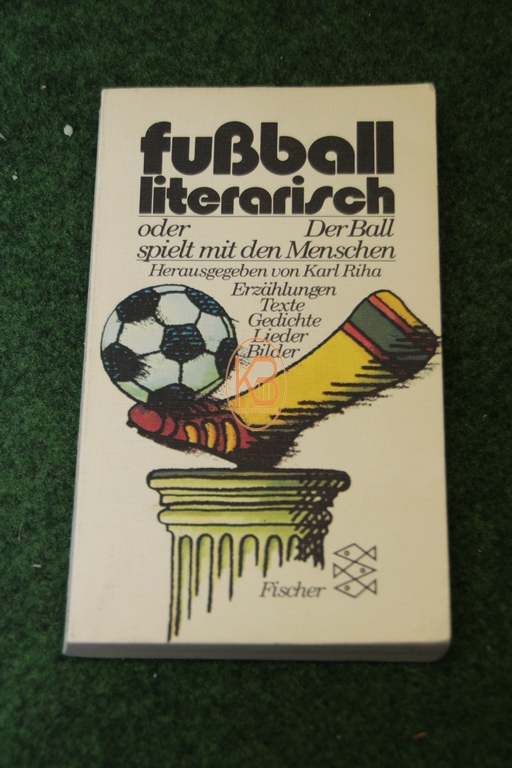 fußball
literarisch
oder Der Ball
spielt mit den Menschen
Herausgegeben von Karl Riha
Erzählungen
Texte
Gedichte
Lieder
Bilder
Fischer